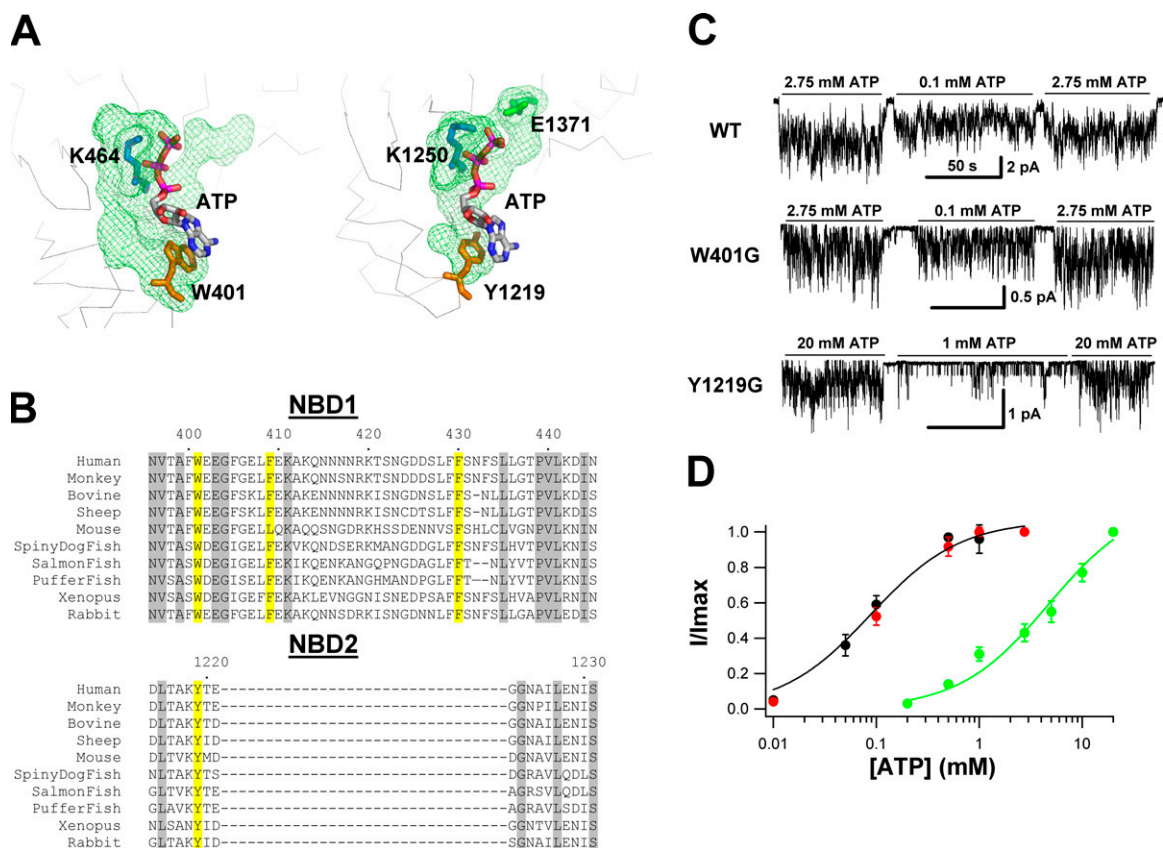 A
K464
ATP
W401
E1371
K1250
ATP
Y1219
B
NBD1
400 410 420 430 440
Human NVTAFWEEGFGELFEKAKQNNNNRKTSNGDDSLFFSNFSLLGTPVLKDIN
Monkey NVTAFWEEGFGELFEKAKQNNNNRKTSNDDDSLFFSNFSLLGTPVLKDIS
Bovine NVTAFWEEGFSKLFEKAKENNNNRKISNGDDSLFFS-NLLLGTPVLKDIS
Sheep NVTAFWEEGFSKLFEKAKENNNNRKISNCDTSLFFS-NLLLGTPVLKDIS
Mouse NVTAFWEEGFGELLQKAQQSNGDRKHSSDENNVSFSHLCLVGNPVLKNIN
SpinyDogFish NVSASWDEGIGELFEKVKQNDSERKMANGDDGLFFSNFSLHVTPVLKNIS
SalmonFish NVTASWDEGIGELFEKIKQENKANGQPNGDAGLFFT--NLYVTPVLKNIS
PufferFish NVSASWDEGISELFEKIKQENKANGHMANDPGLFFT--NLYVTPVLKNIS
Xenopus NVSASWDEGIGEFFEKAKLEVNGGNISNEDPSAFFSNFSLHVAPVLRNIN
Rabbit NVTAFWEEGFGELFEKAKQNNSDRKISNGDNSLFFSNFSLLGAPVLEDIS
NBD2
1220 1230
Human DLTAKYTE--------------------------------GGNAILENIS
Monkey DLTAKYTE--------------------------------GGNPILENIS
Bovine DLTAKYTD--------------------------------GGNAILENIS
Sheep DLTAKYID--------------------------------GGNAILENIS
Mouse DLTVKYMD--------------------------------DGNAVLENIS
SpinyDogFish NLTAKYTS--------------------------------DGRAVLQDLS
SalmonFish GLTVKYTE--------------------------------AGRSVLQDLS
PufferFish GLAVKYTE--------------------------------AGRAVLSDIS
Xenopus NLSANYID--------------------------------GGNTVLENIS
Rabbit GLTAKYID--------------------------------SGNAILENIS
C
2.75 mM ATP 0.1 mM ATP 2.75 mM ATP
WT
50 s 2 pA
2.75 mM ATP 0.1 mM ATP 2.75 mM ATP
W401G
0.5 pA
20 mM ATP 1 mM ATP 20 mM ATP
Y1219G
1 pA
D
I/Imax
1.0
0.8
0.6
0.4
0.2
0.0
0.01 0.1 1 10
[ATP] (mM)